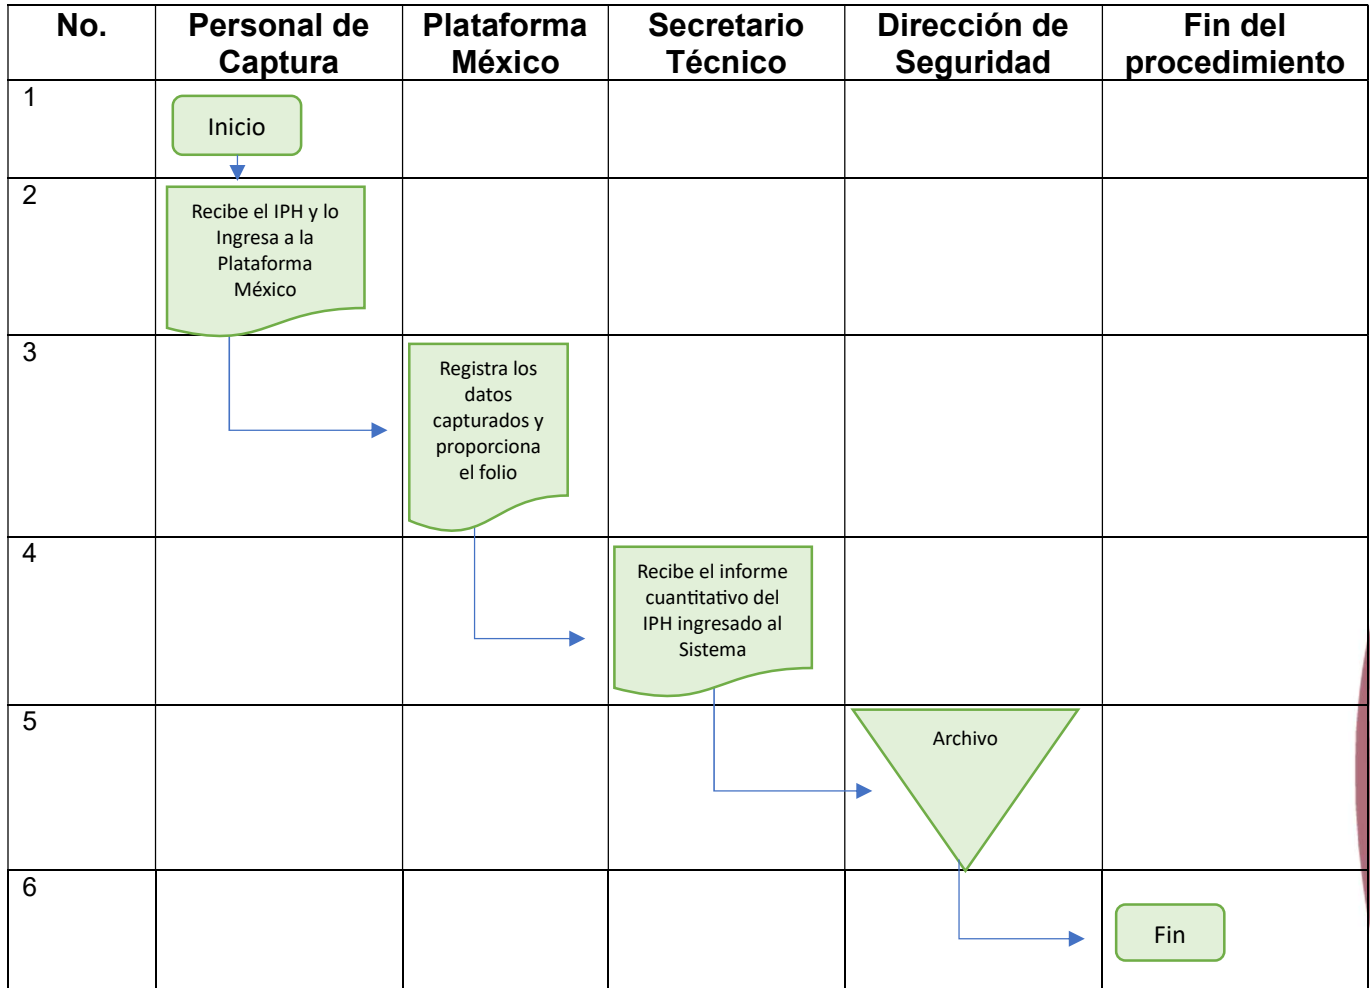 No.
Personal de
Captura
Plataforma
México
Secretario
Técnico
Dirección de
Seguridad
Fin del
procedimiento
1
Inicio
2
Recibe el IPH y lo
Ingresa a la
Plataforma
México
3
Registra los
datos
capturados y
proporciona
el folio
4
Recibe el informe
cuantitativo del
IPH ingresado al
Sistema
5
Archivo
6
Fin